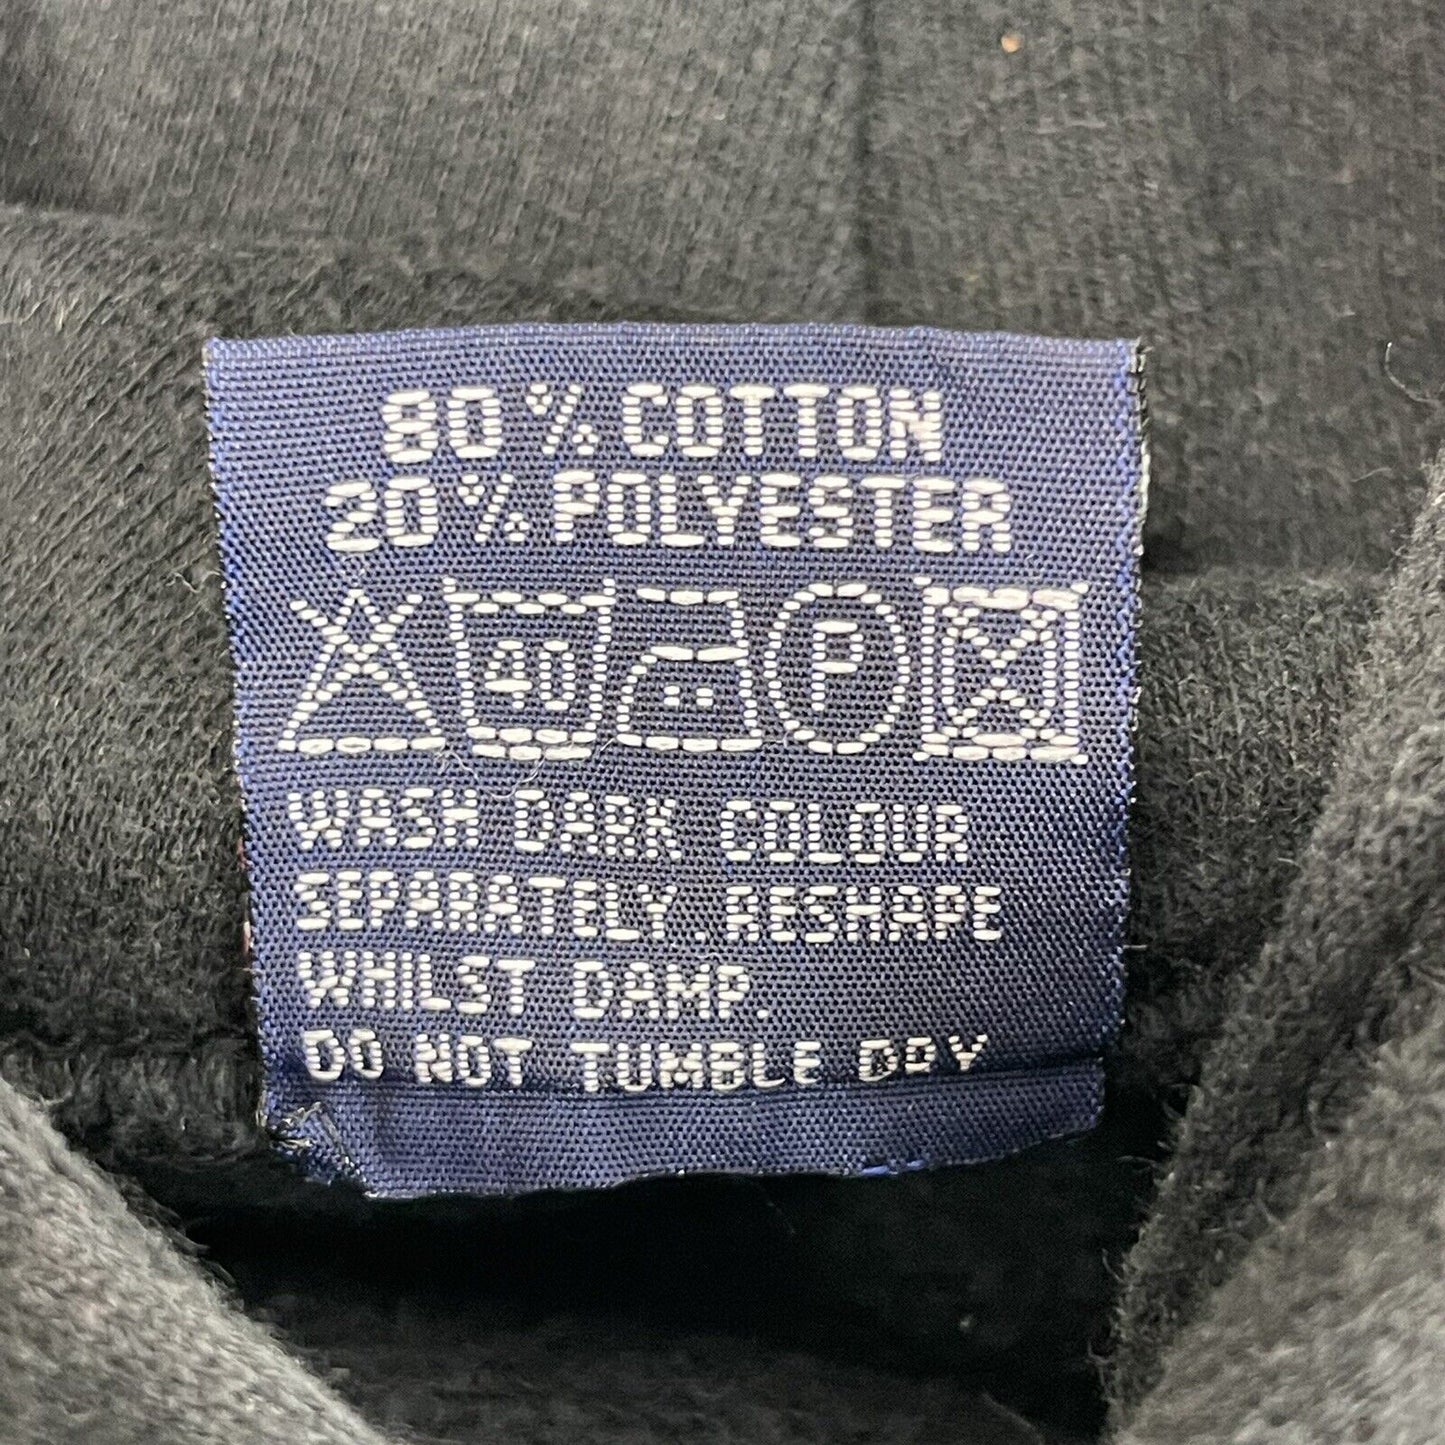 80% COTTON
20% POLYESTER
40 P
WASH DARK COLOUR
SEPARATELY. RESHAPE
WHILST DAMP.
DO NOT TUMBLE DRY